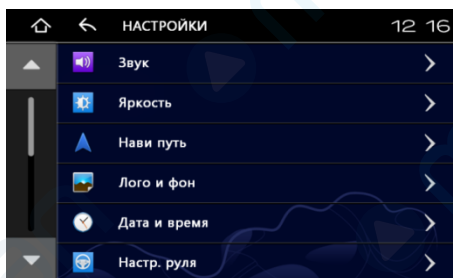 НАСТРОЙКИ 12 16
Звук
Яркость
Нави путь
Лого и фон
Дата и время
Настр. руля